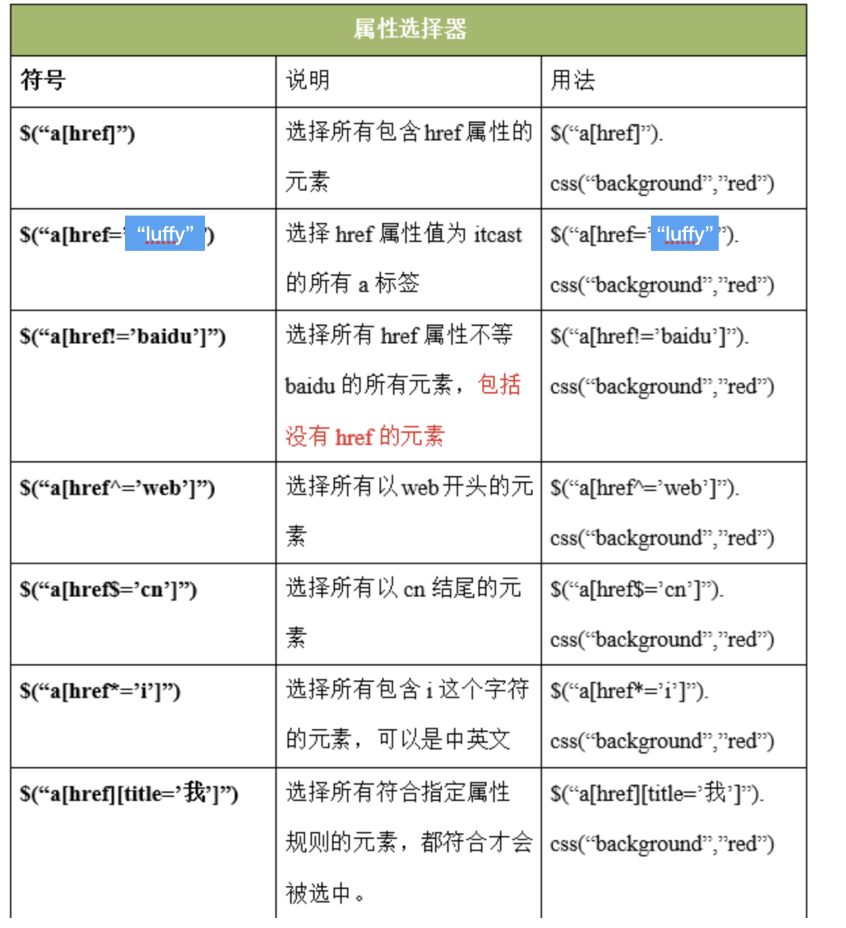 属性选择器
符号 说明 用法
$(“a[href]”) 选择所有包含 href 属性的 $(“a[href]”).
元素 css(“background”,”red”)
$(“a[href=’ “luffy” ’) 选择 href 属性值为 itcast $(“a[href=’ “luffy” ”).
的所有 a 标签 css(“background”,”red”)
$(“a[href!=’baidu’]”) 选择所有 href 属性不等 $(“a[href!=’baidu’]”).
baidu 的所有元素，包括 css(“background”,”red”)
没有 href 的元素
$(“a[href^=’web’]”) 选择所有以 web 开头的元 $(“a[href^=’web’]”).
素 css(“background”,”red”)
$(“a[href$=’cn’]”) 选择所有以 cn 结尾的元 $(“a[href$=’cn’]”).
素 css(“background”,”red”)
$(“a[href*=’i’]”) 选择所有包含 i 这个字符 $(“a[href*=’i’]”).
的元素，可以是中英文 css(“background”,”red”)
$(“a[href][title=’我’]”) 选择所有符合指定属性 $(“a[href][title=’我’]”).
规则的元素，都符合才会 css(“background”,”red”)
被选中。